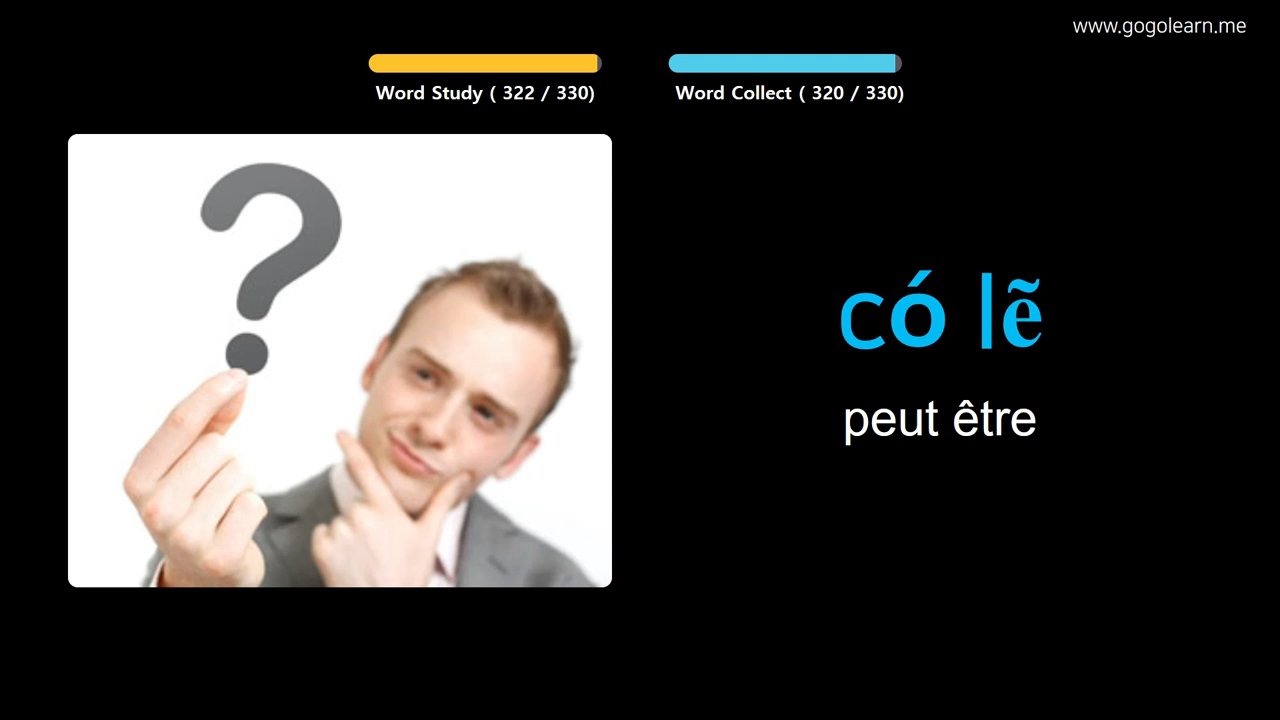 www.gogolearn.me
Word Study ( 322 / 330)
Word Collect ( 320 / 330)
?
có lẽ
peut être